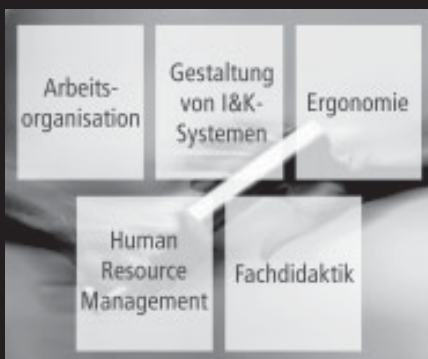 Arbeits-
organisation
Gestaltung
von I&K-
Systemen
Ergonomie
Human
Resource
Management
Fachdidaktik